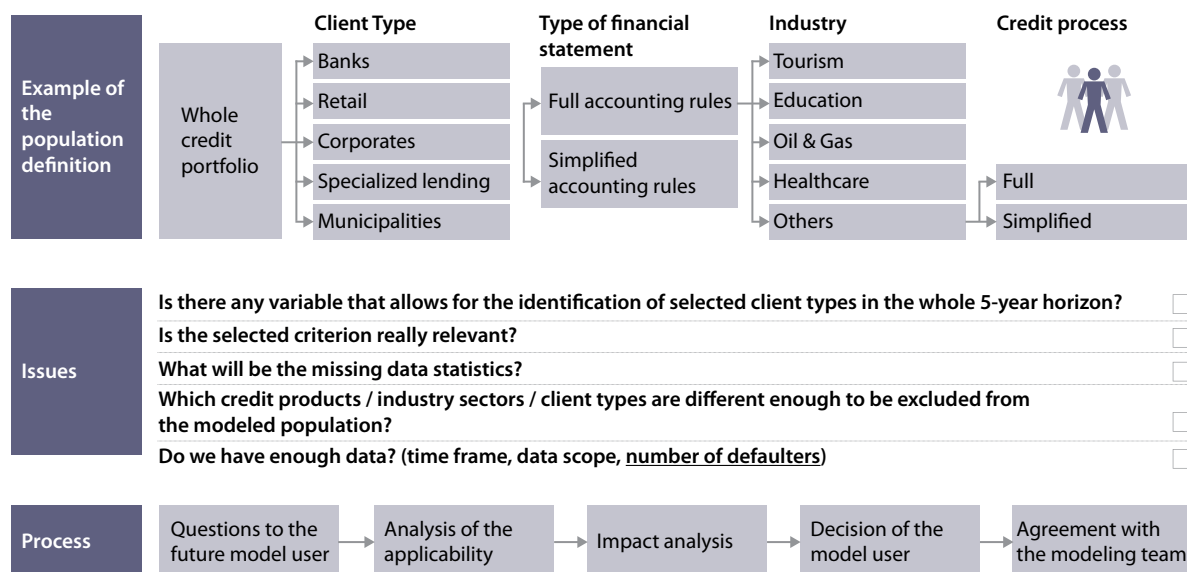 Example of
the
population
definition
Whole
credit
portfolio
Client Type
Banks
Retail
Corporates
Specialized lending
Municipalities
Type of financial
statement
Full accounting rules
Simplified
accounting rules
Industry
Tourism
Education
Oil & Gas
Healthcare
Others
Credit process
Full
Simplified
Issues
Is there any variable that allows for the identification of selected client types in the whole 5-year horizon?
Is the selected criterion really relevant?
What will be the missing data statistics?
Which credit products / industry sectors / client types are different enough to be excluded from
the modeled population?
Do we have enough data? (time frame, data scope, number of defaulters)
Process
Questions to the
future model user
Analysis of the
applicability
Impact analysis
Decision of the
model user
Agreement with
the modeling team